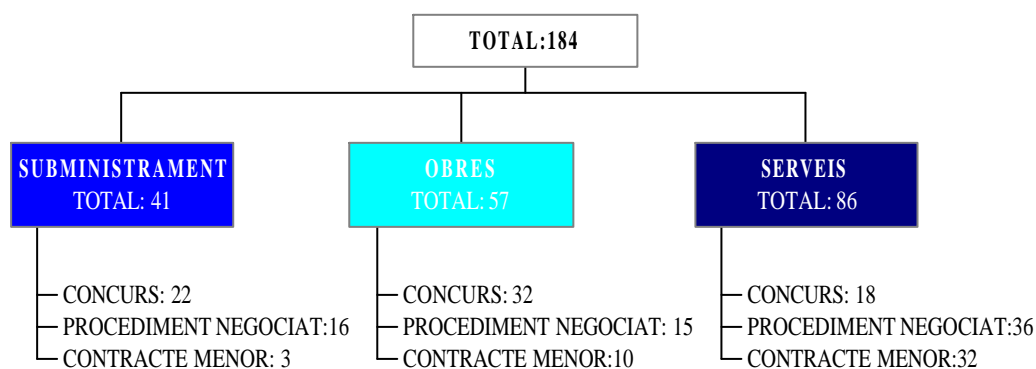 TOTAL:184
SUBMINISTRAMENT
TOTAL: 41
OBRES
TOTAL: 57
SERVEIS
TOTAL: 86
CONCURS: 22
PROCEDIMENT NEGOCIAT:16
CONTRACTE MENOR: 3
CONCURS: 32
PROCEDIMENT NEGOCIAT: 15
CONTRACTE MENOR:10
CONCURS: 18
PROCEDIMENT NEGOCIAT:36
CONTRACTE MENOR:32